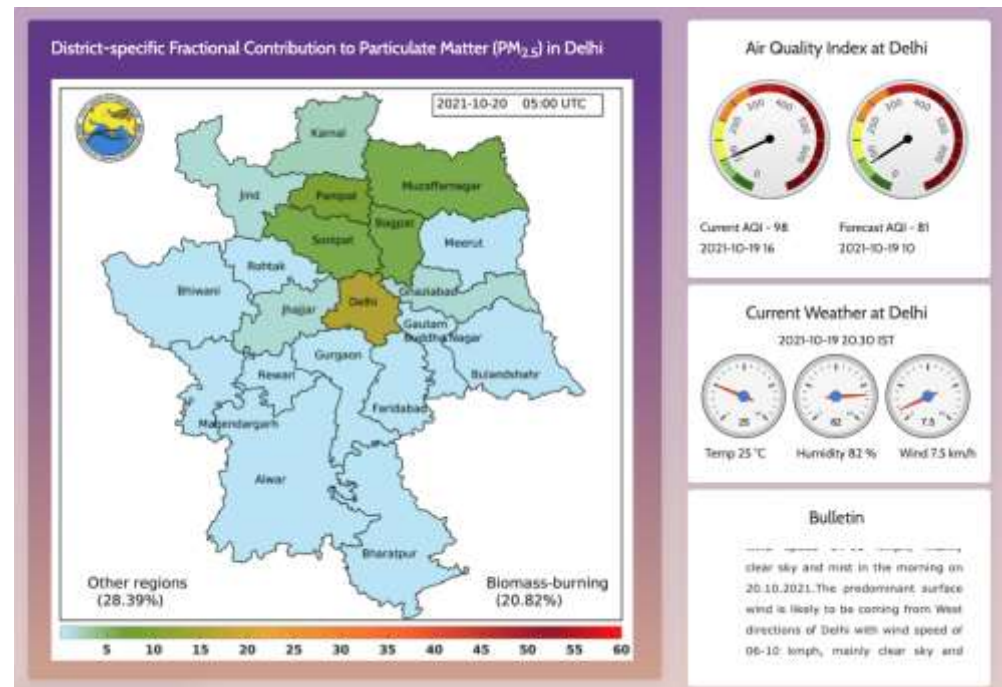 District-specific Fractional Contribution to Particulate Matter (PM2.5) in Delhi
2021-10-20 05:00 UTC
Karnal
Jind
Panipat
Muzaffarnagar
Bagpat
Sonipat
Meerut
Rohtak
Bhiwani
Ghaziabad
Delhi
Jhajjar
Gautam
Buddha Nagar
Gurgaon
Rewari
Bulandshahr
Faridabad
Mahendargarh
Alwar
Bharatpur
Other regions
(28.39%)
Biomass-burning
(20.82%)
5 10 15 20 25 30 35 40 45 50 55 60
Air Quality Index at Delhi
Current AQI - 98
2021-10-19 16
Forecast AQI - 81
2021-10-19 10
Current Weather at Delhi
2021-10-19 20.30 IST
25
82
7.5
Temp 25 °C
Humidity 82 %
Wind 7.5 km/h
Bulletin
clear sky and mist in the morning on
20.10.2021.The predominant surface
wind is likely to be coming from West
directions of Delhi with wind speed of
06-10 kmph, mainly clear sky and